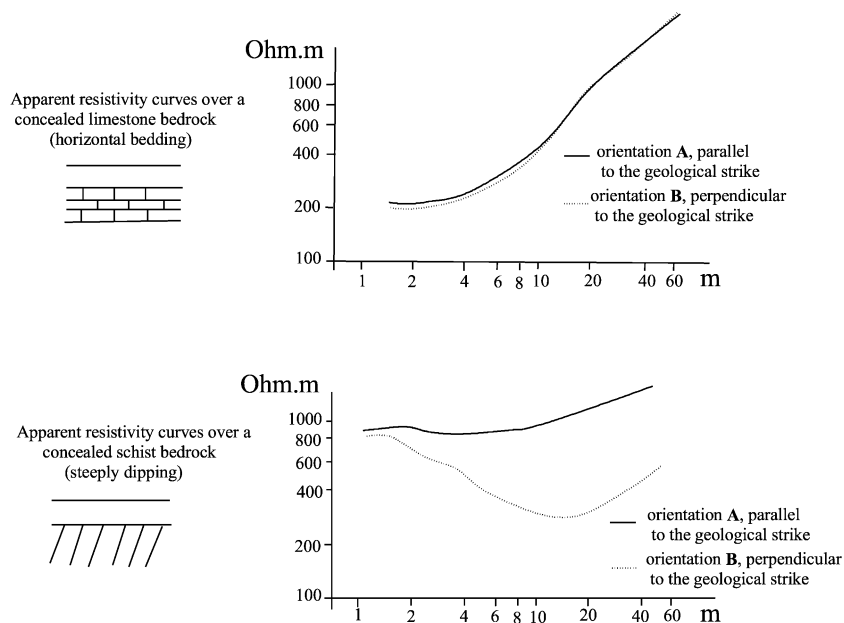 Ohm.m
Apparent resistivity curves over a
concealed limestone bedrock
(horizontal bedding)
1000
800
600
400
200
100
orientation A, parallel
to the geological strike
orientation B, perpendicular
to the geological strike
1 2 4 6 8 10 20 40 60 m
Ohm.m
Apparent resistivity curves over a
concealed schist bedrock
(steeply dipping)
1000
800
600
400
200
100
orientation A, parallel
to the geological strike
orientation B, perpendicular
to the geological strike
1 2 4 6 8 10 20 40 60 m